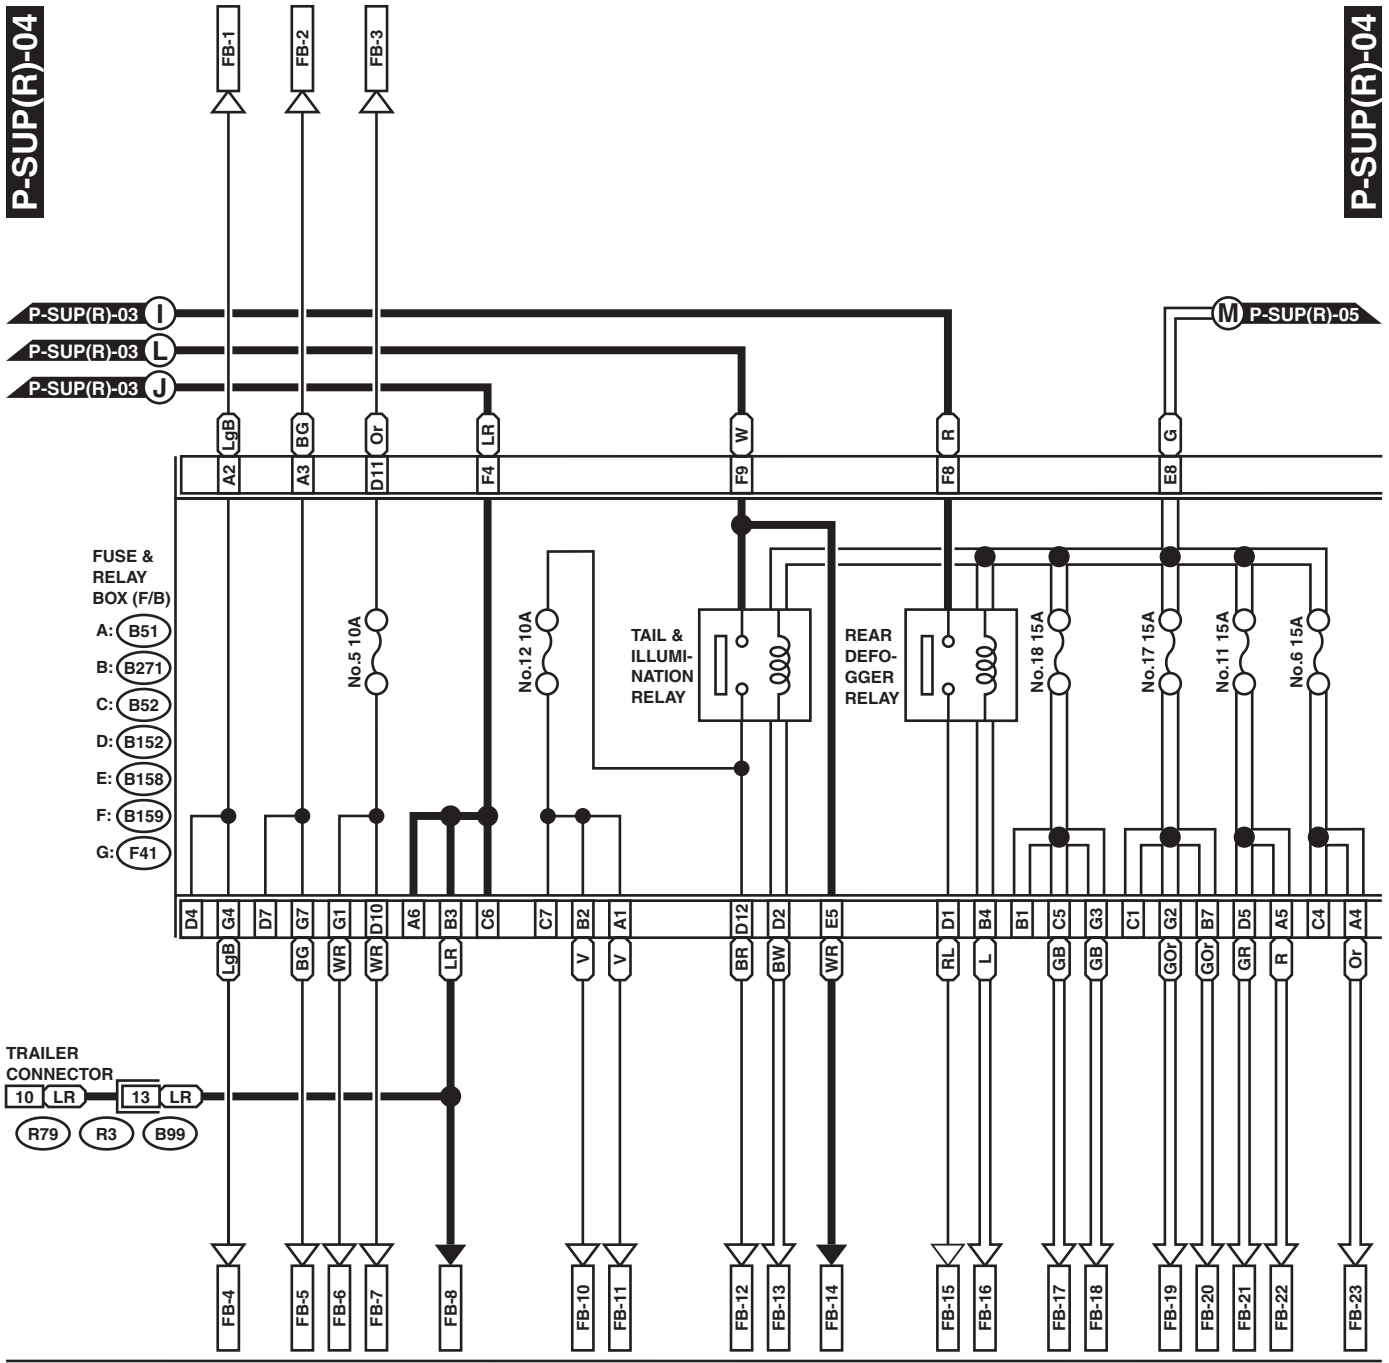 P-SUP(R)-04
P-SUP(R)-04
FB-1
FB-2
FB-3
P-SUP(R)-03 I
P-SUP(R)-03 L
P-SUP(R)-03 J
M P-SUP(R)-05
LgB
BG
Or
LR
W
R
G
A2
A3
D11
F4
F9
F8
E8
FUSE &
RELAY
BOX (F/B)
A: B51
B: B271
C: B52
D: B152
E: B158
F: B159
G: F41
No.5 10A
No.12 10A
TAIL &
ILLUMI-
NATION
RELAY
REAR
DEFO-
GGER
RELAY
No.18 15A
No.17 15A
No.11 15A
No.6 15A
D4
G4
D7
G7
G1
D10
A6
B3
C6
C7
B2
A1
D12
D2
E5
D1
B4
B1
C5
G3
C1
G2
B7
D5
A5
C4
A4
LgB
BG
WR
WR
LR
V
V
BR
BW
WR
RL
L
GB
GB
GOr
GOr
GR
R
Or
TRAILER
CONNECTOR
10 LR 13 LR
R79 R3 B99
FB-4
FB-5
FB-6
FB-7
FB-8
FB-10
FB-11
FB-12
FB-13
FB-14
FB-15
FB-16
FB-17
FB-18
FB-19
FB-20
FB-21
FB-22
FB-23